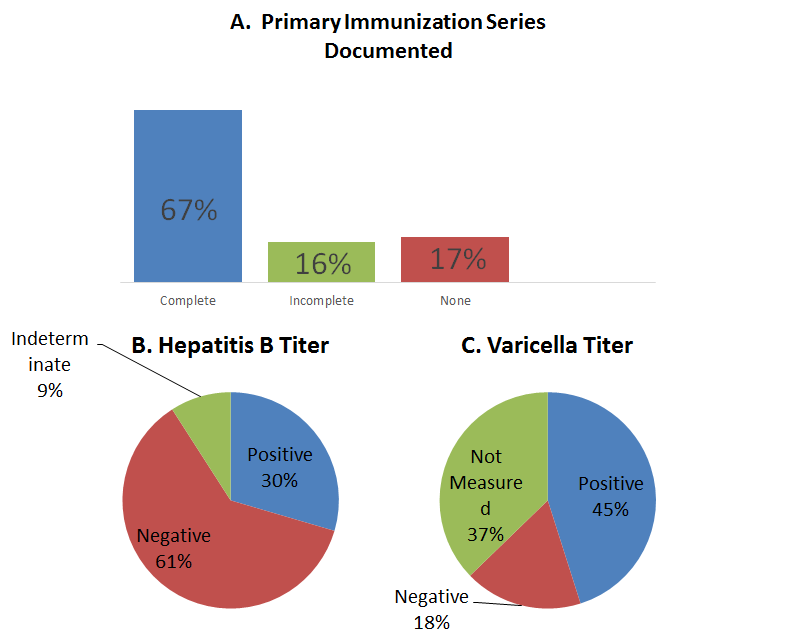 A.  Primary Immunization Series
Documented
67%
16%
17%
Complete
Incomplete
None
B. Hepatitis B Titer
Indeterm
inate
9%
Positive
30%
Negative
61%
C. Varicella Titer
Not
Measure
d
37%
Positive
45%
Negative
18%